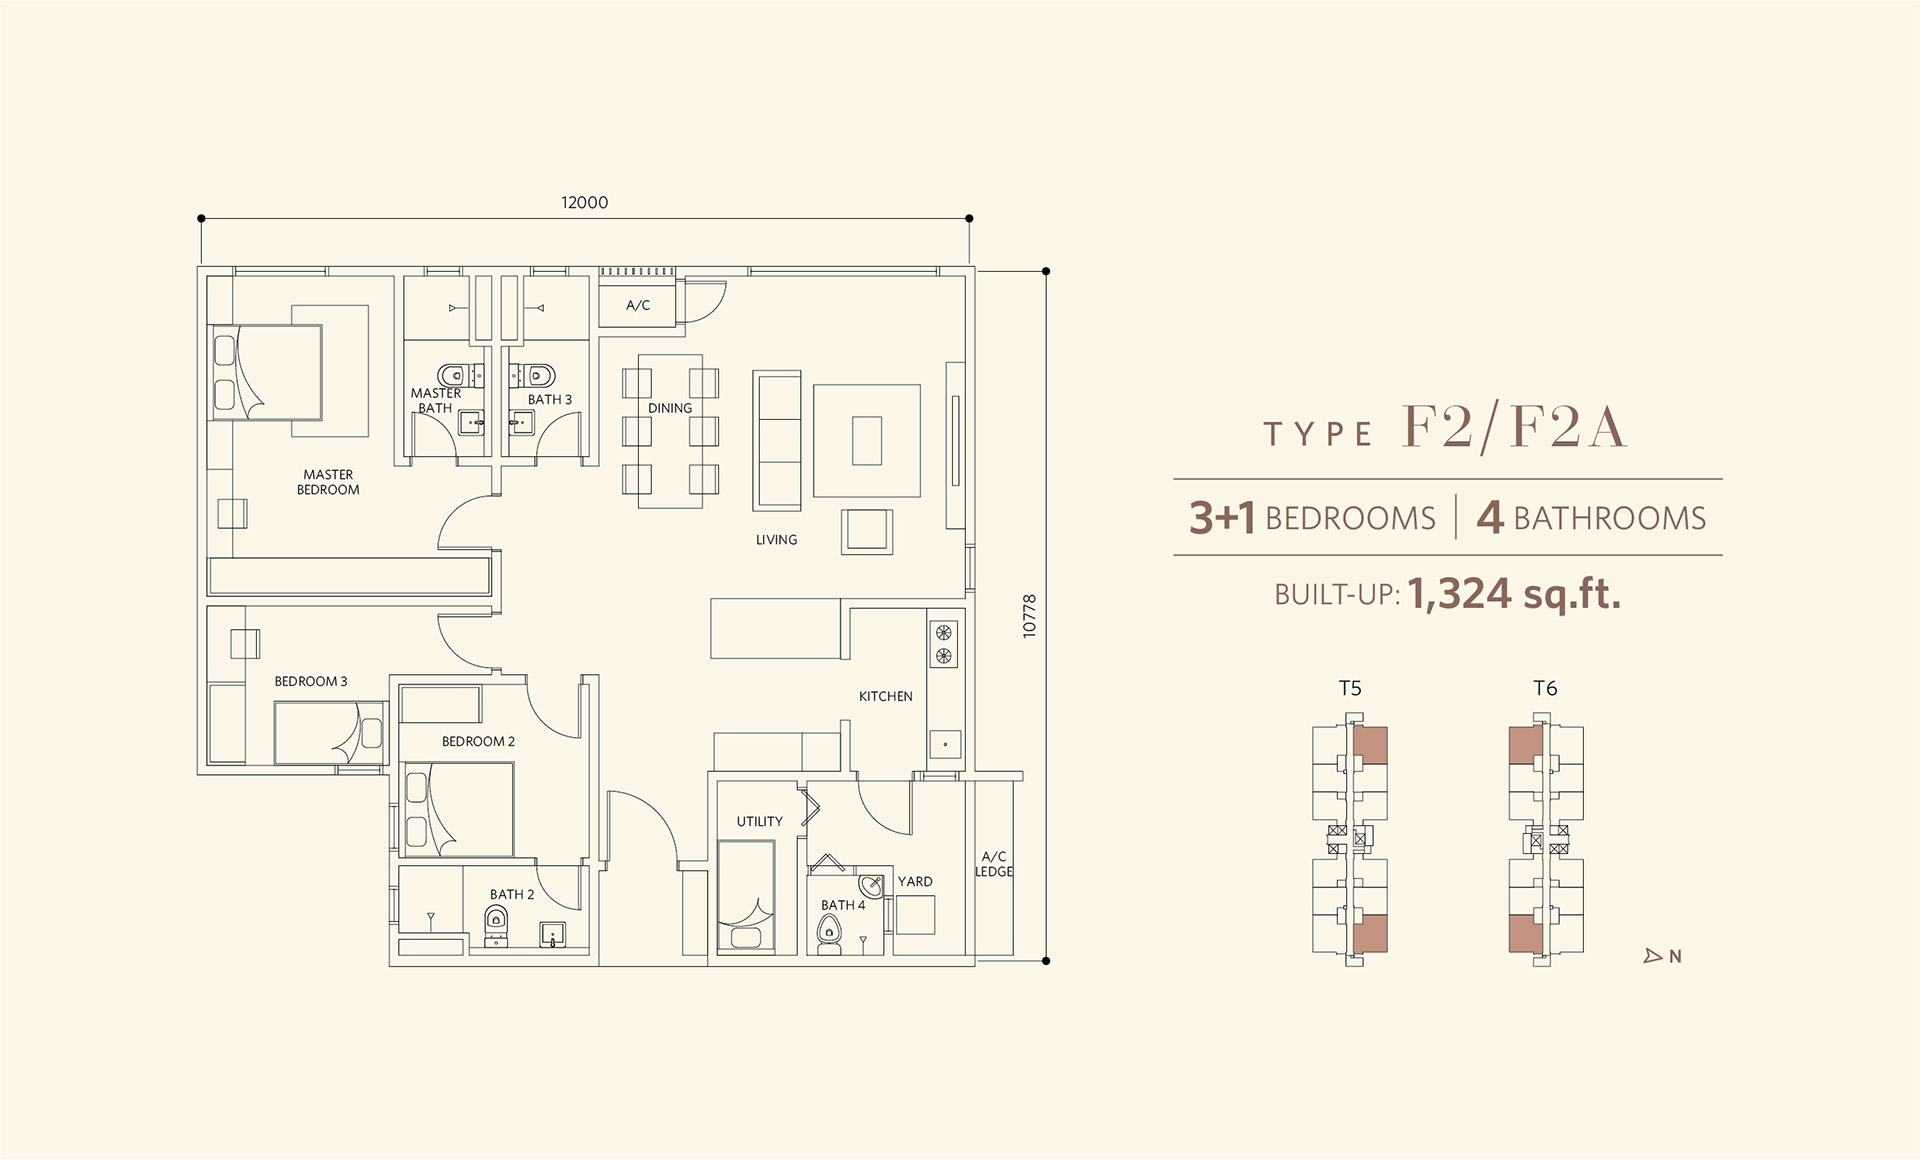 12000
A/C
MASTER
BATH
BATH 3
DINING
MASTER
BEDROOM
LIVING
10778
BEDROOM 3
KITCHEN
BEDROOM 2
UTILITY
A/C
LEDGE
YARD
BATH 2
BATH 4
TYPE F2/F2A
3+1 BEDROOMS | 4 BATHROOMS
BUILT-UP: 1,324 sq.ft.
T5
T6
N